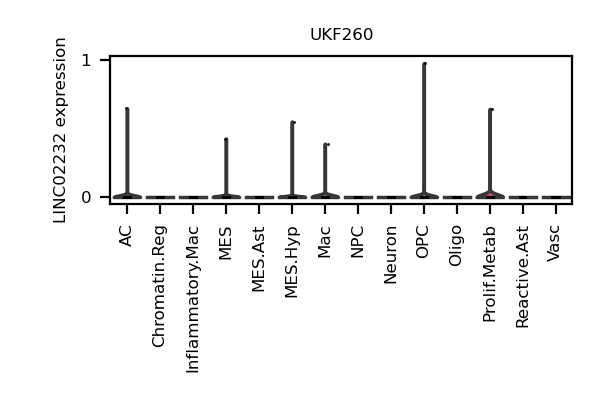 UKF260
LINC02232 expression
1
0
AC
Chromatin.Reg
Inflammatory.Mac
MES
MES.Ast
MES.Hyp
Mac
NPC
Neuron
OPC
Oligo
Prolif.Metab
Reactive.Ast
Vasc